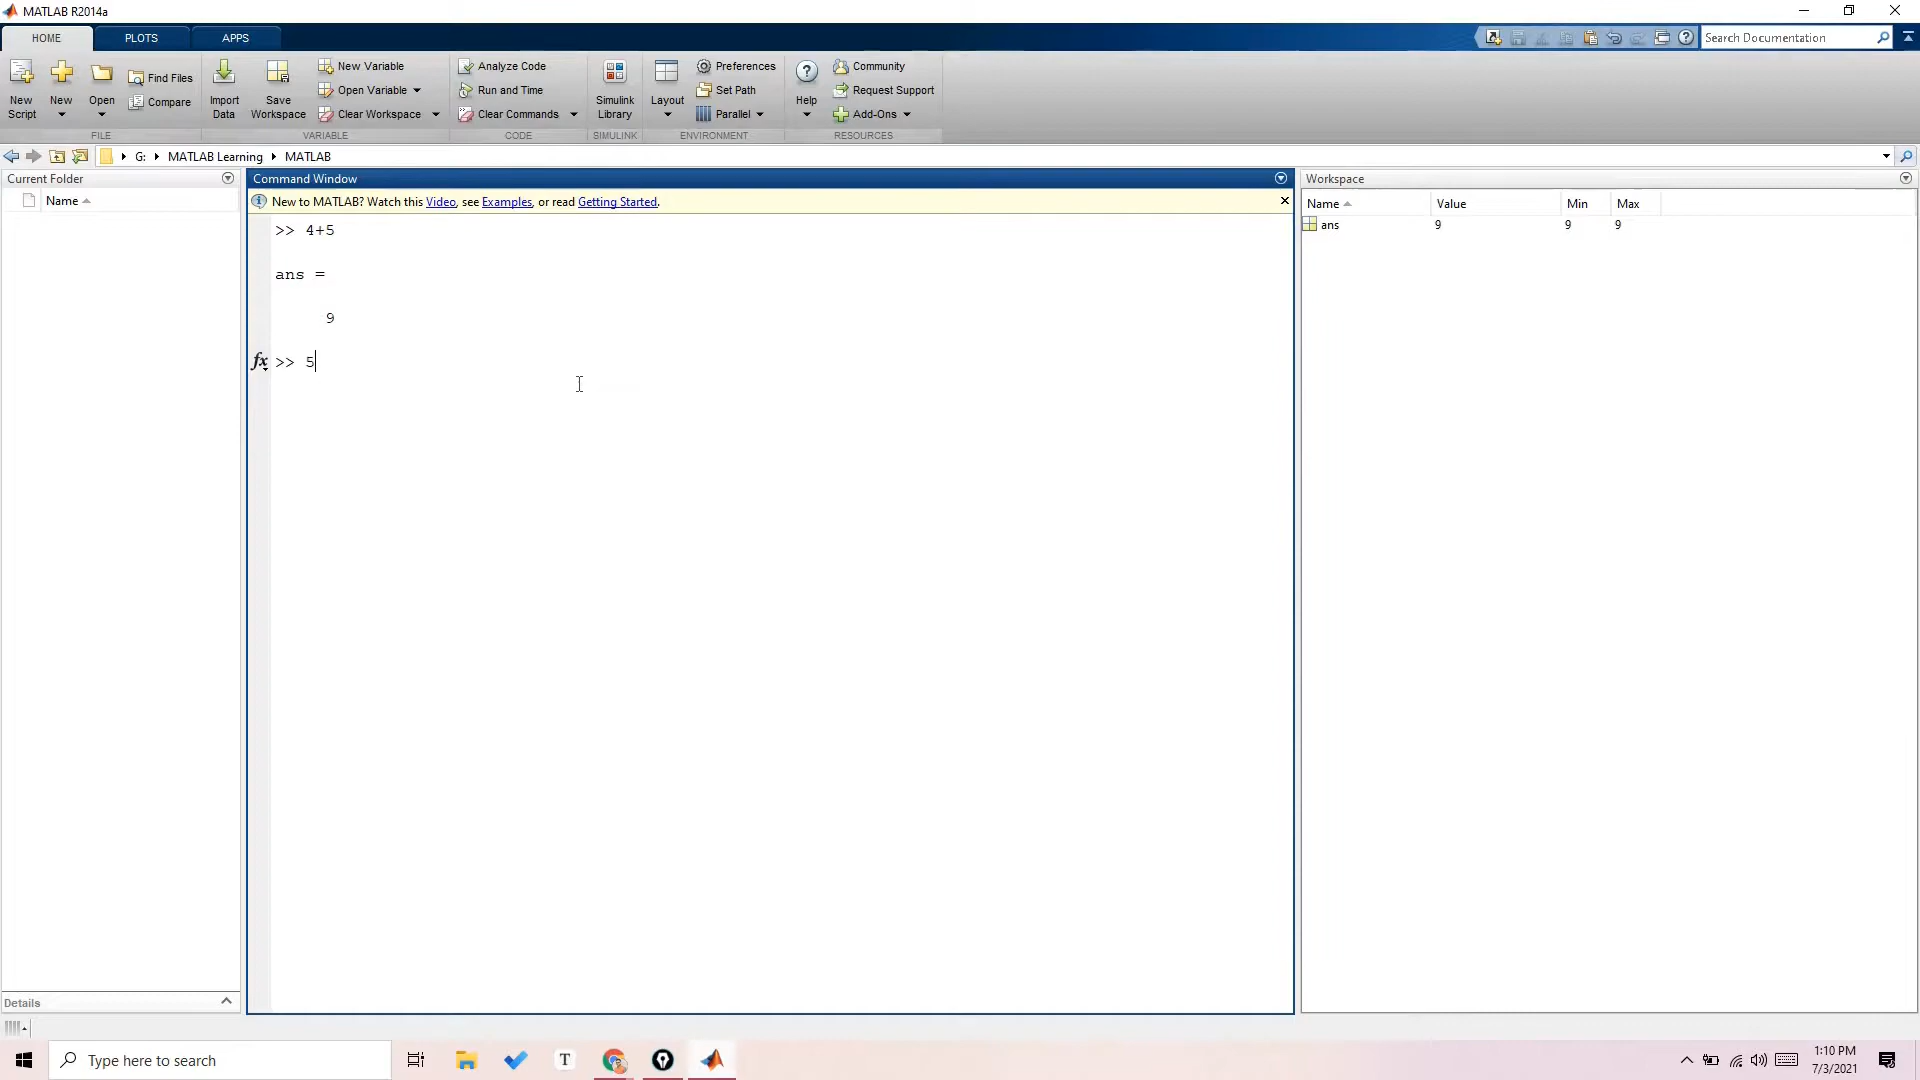 MATLAB R2014a
HOME PLOTS APPS
Search Documentation
New Script
New
Open
Find Files
Compare
Import Data
Save Workspace
New Variable
Open Variable
Clear Workspace
Analyze Code
Run and Time
Clear Commands
Simulink Library
Layout
Preferences
Set Path
Parallel
Help
Community
Request Support
Add-Ons
FILE VARIABLE CODE SIMULINK ENVIRONMENT RESOURCES
G: MATLAB Learning MATLAB
Current Folder
Name
Details
Command Window
New to MATLAB? Watch this Video, see Examples, or read Getting Started.
>> 4+5
ans =
9
fx >> 5
Workspace
Name Value Min Max
ans 9 9 9
Type here to search
T
1:10 PM
7/3/2021